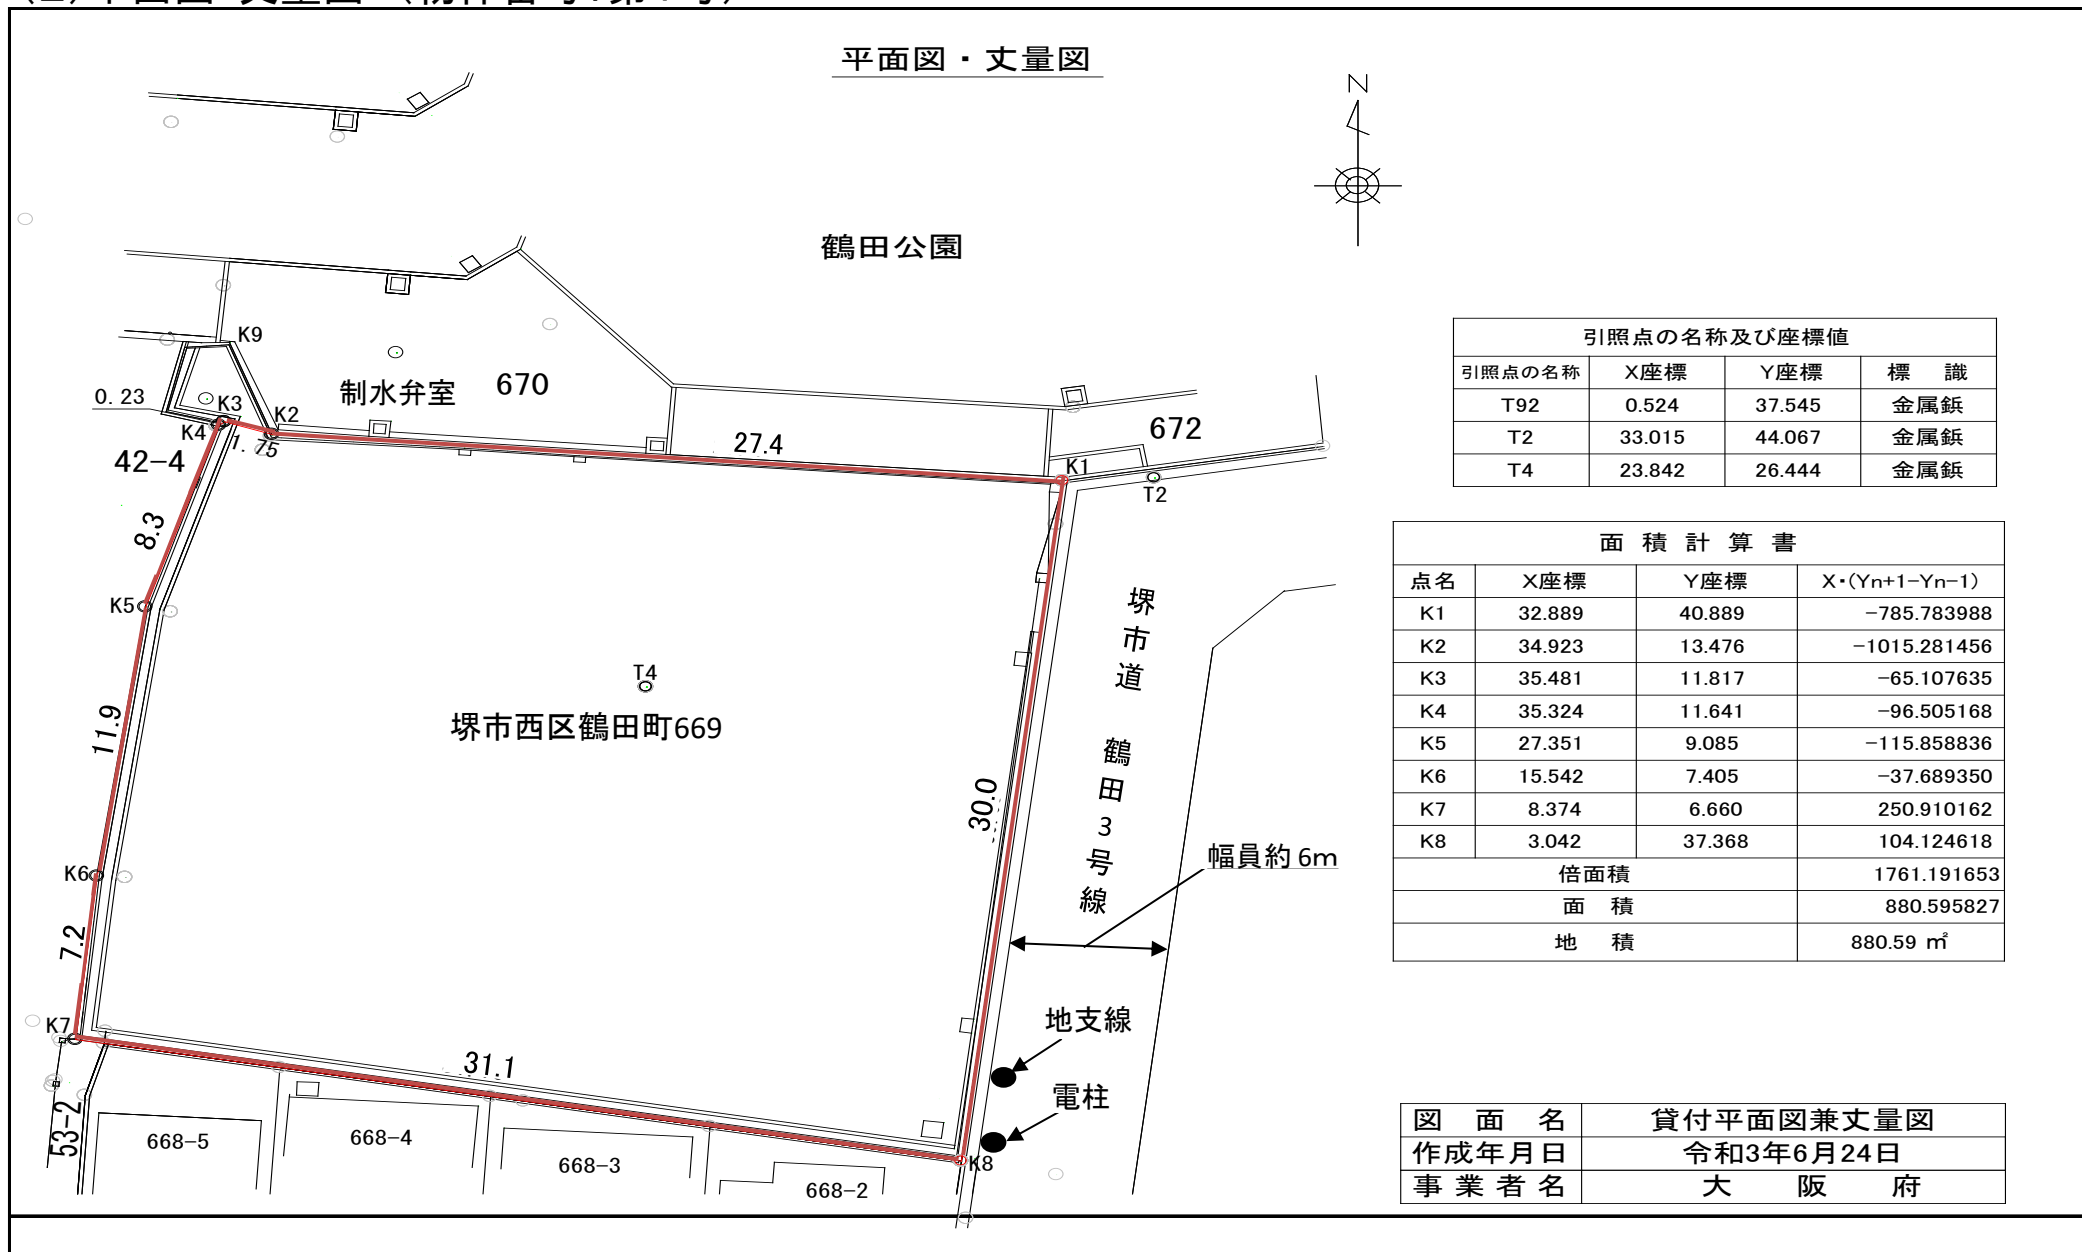 平面図・丈量図
N
鶴田公園
K9
0.23
K3
K2
K4
1.75
制水弁室 670
42-4
27.4
672
K1
T2
8.3
K5
T4
堺市西区鶴田町669
11.9
30.0
堺市道 鶴田3号線
幅員約6m
K6
7.2
K7
31.1
地支線
電柱
K8
53-2
668-5
668-4
668-3
668-2
引照点の名称及び座標値
引照点の名称 X座標 Y座標 標 識
T92 0.524 37.545 金属鋲
T2 33.015 44.067 金属鋲
T4 23.842 26.444 金属鋲
面 積 計 算 書
点名 X座標 Y座標 X・(Yn+1-Yn-1)
K1 32.889 40.889 -785.783988
K2 34.923 13.476 -1015.281456
K3 35.481 11.817 -65.107635
K4 35.324 11.641 -96.505168
K5 27.351 9.085 -115.858836
K6 15.542 7.405 -37.689350
K7 8.374 6.660 250.910162
K8 3.042 37.368 104.124618
倍面積 1761.191653
面 積 880.595827
地 積 880.59 ㎡
図 面 名 貸付平面図兼丈量図
作成年月日 令和3年6月24日
事 業 者 名 大 阪 府